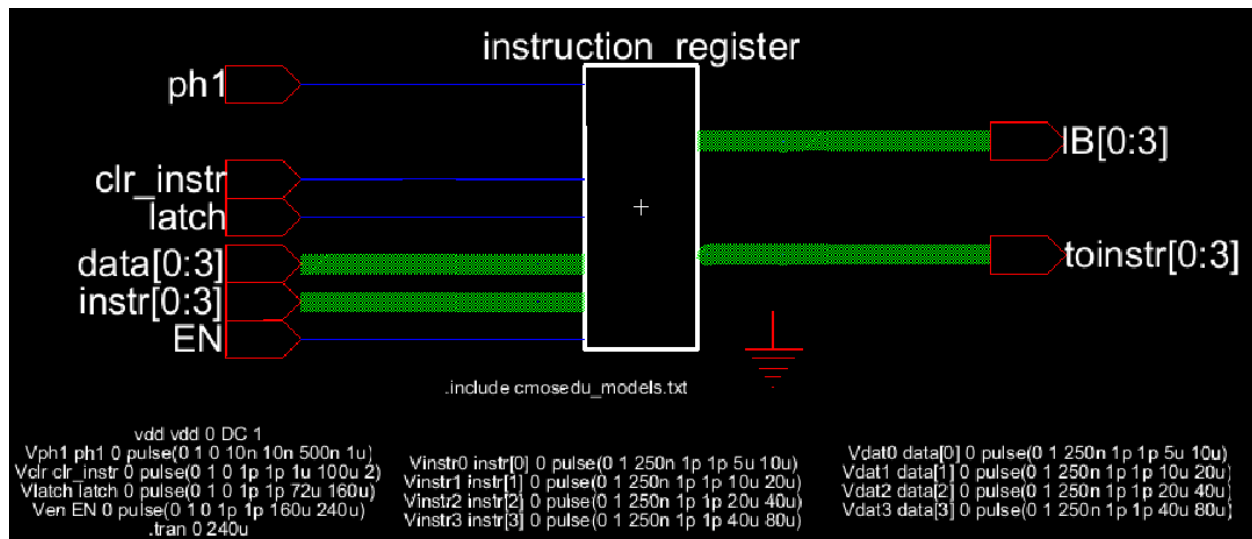 instruction_register
ph1
clr_instr
latch
data[0:3]
instr[0:3]
EN
IB[0:3]
toinstr[0:3]
.include cmosedu_models.txt
vdd vdd 0 DC 1
Vph1 ph1 0 pulse(0 1 0 10n 10n 500n 1u)
Vclr clr_instr 0 pulse(0 1 0 1p 1p 1u 100u 2)
Vlatch latch 0 pulse(0 1 0 1p 1p 72u 160u)
Ven EN 0 pulse(0 1 0 1p 1p 160u 240u)
.tran 0 240u
Vinstr0 instr[0] 0 pulse(0 1 250n 1p 1p 5u 10u)
Vinstr1 instr[1] 0 pulse(0 1 250n 1p 1p 10u 20u)
Vinstr2 instr[2] 0 pulse(0 1 250n 1p 1p 20u 40u)
Vinstr3 instr[3] 0 pulse(0 1 250n 1p 1p 40u 80u)
Vdat0 data[0] 0 pulse(0 1 250n 1p 1p 5u 10u)
Vdat1 data[1] 0 pulse(0 1 250n 1p 1p 10u 20u)
Vdat2 data[2] 0 pulse(0 1 250n 1p 1p 20u 40u)
Vdat3 data[3] 0 pulse(0 1 250n 1p 1p 40u 80u)